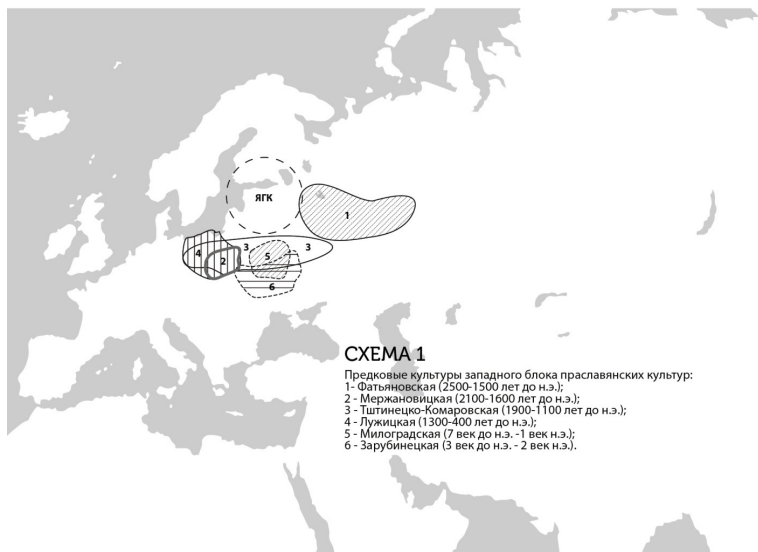 ЯГК
1
3
3
4
2
5
6
СХЕМА 1
Предковые культуры западного блока праславянских культур:
1- Фатьяновская (2500-1500 лет до н.э.);
2 - Мержановицкая (2100-1600 лет до н.э.);
3 - Тштинецко-Комаровская (1900-1100 лет до н.э.);
4 - Лужицкая (1300-400 лет до н.э.);
5 - Милоградская (7 век до н.э. -1 век н.э.);
6 - Зарубинецкая (3 век до н.э. - 2 век н.э.).